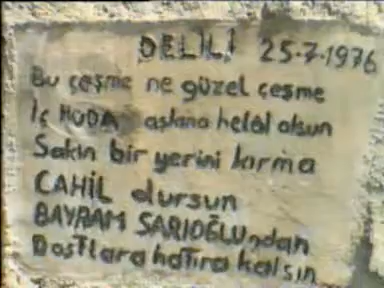 DELİLİ 25-7-1976
Bu çeşme ne güzel çeşme
İç HUDA aşkına helâl olsun
Sakın bir yerini kırma
CAHİL dursun
BAYRAM SARIOĞLUndan
Dostlara hatıra kalsın